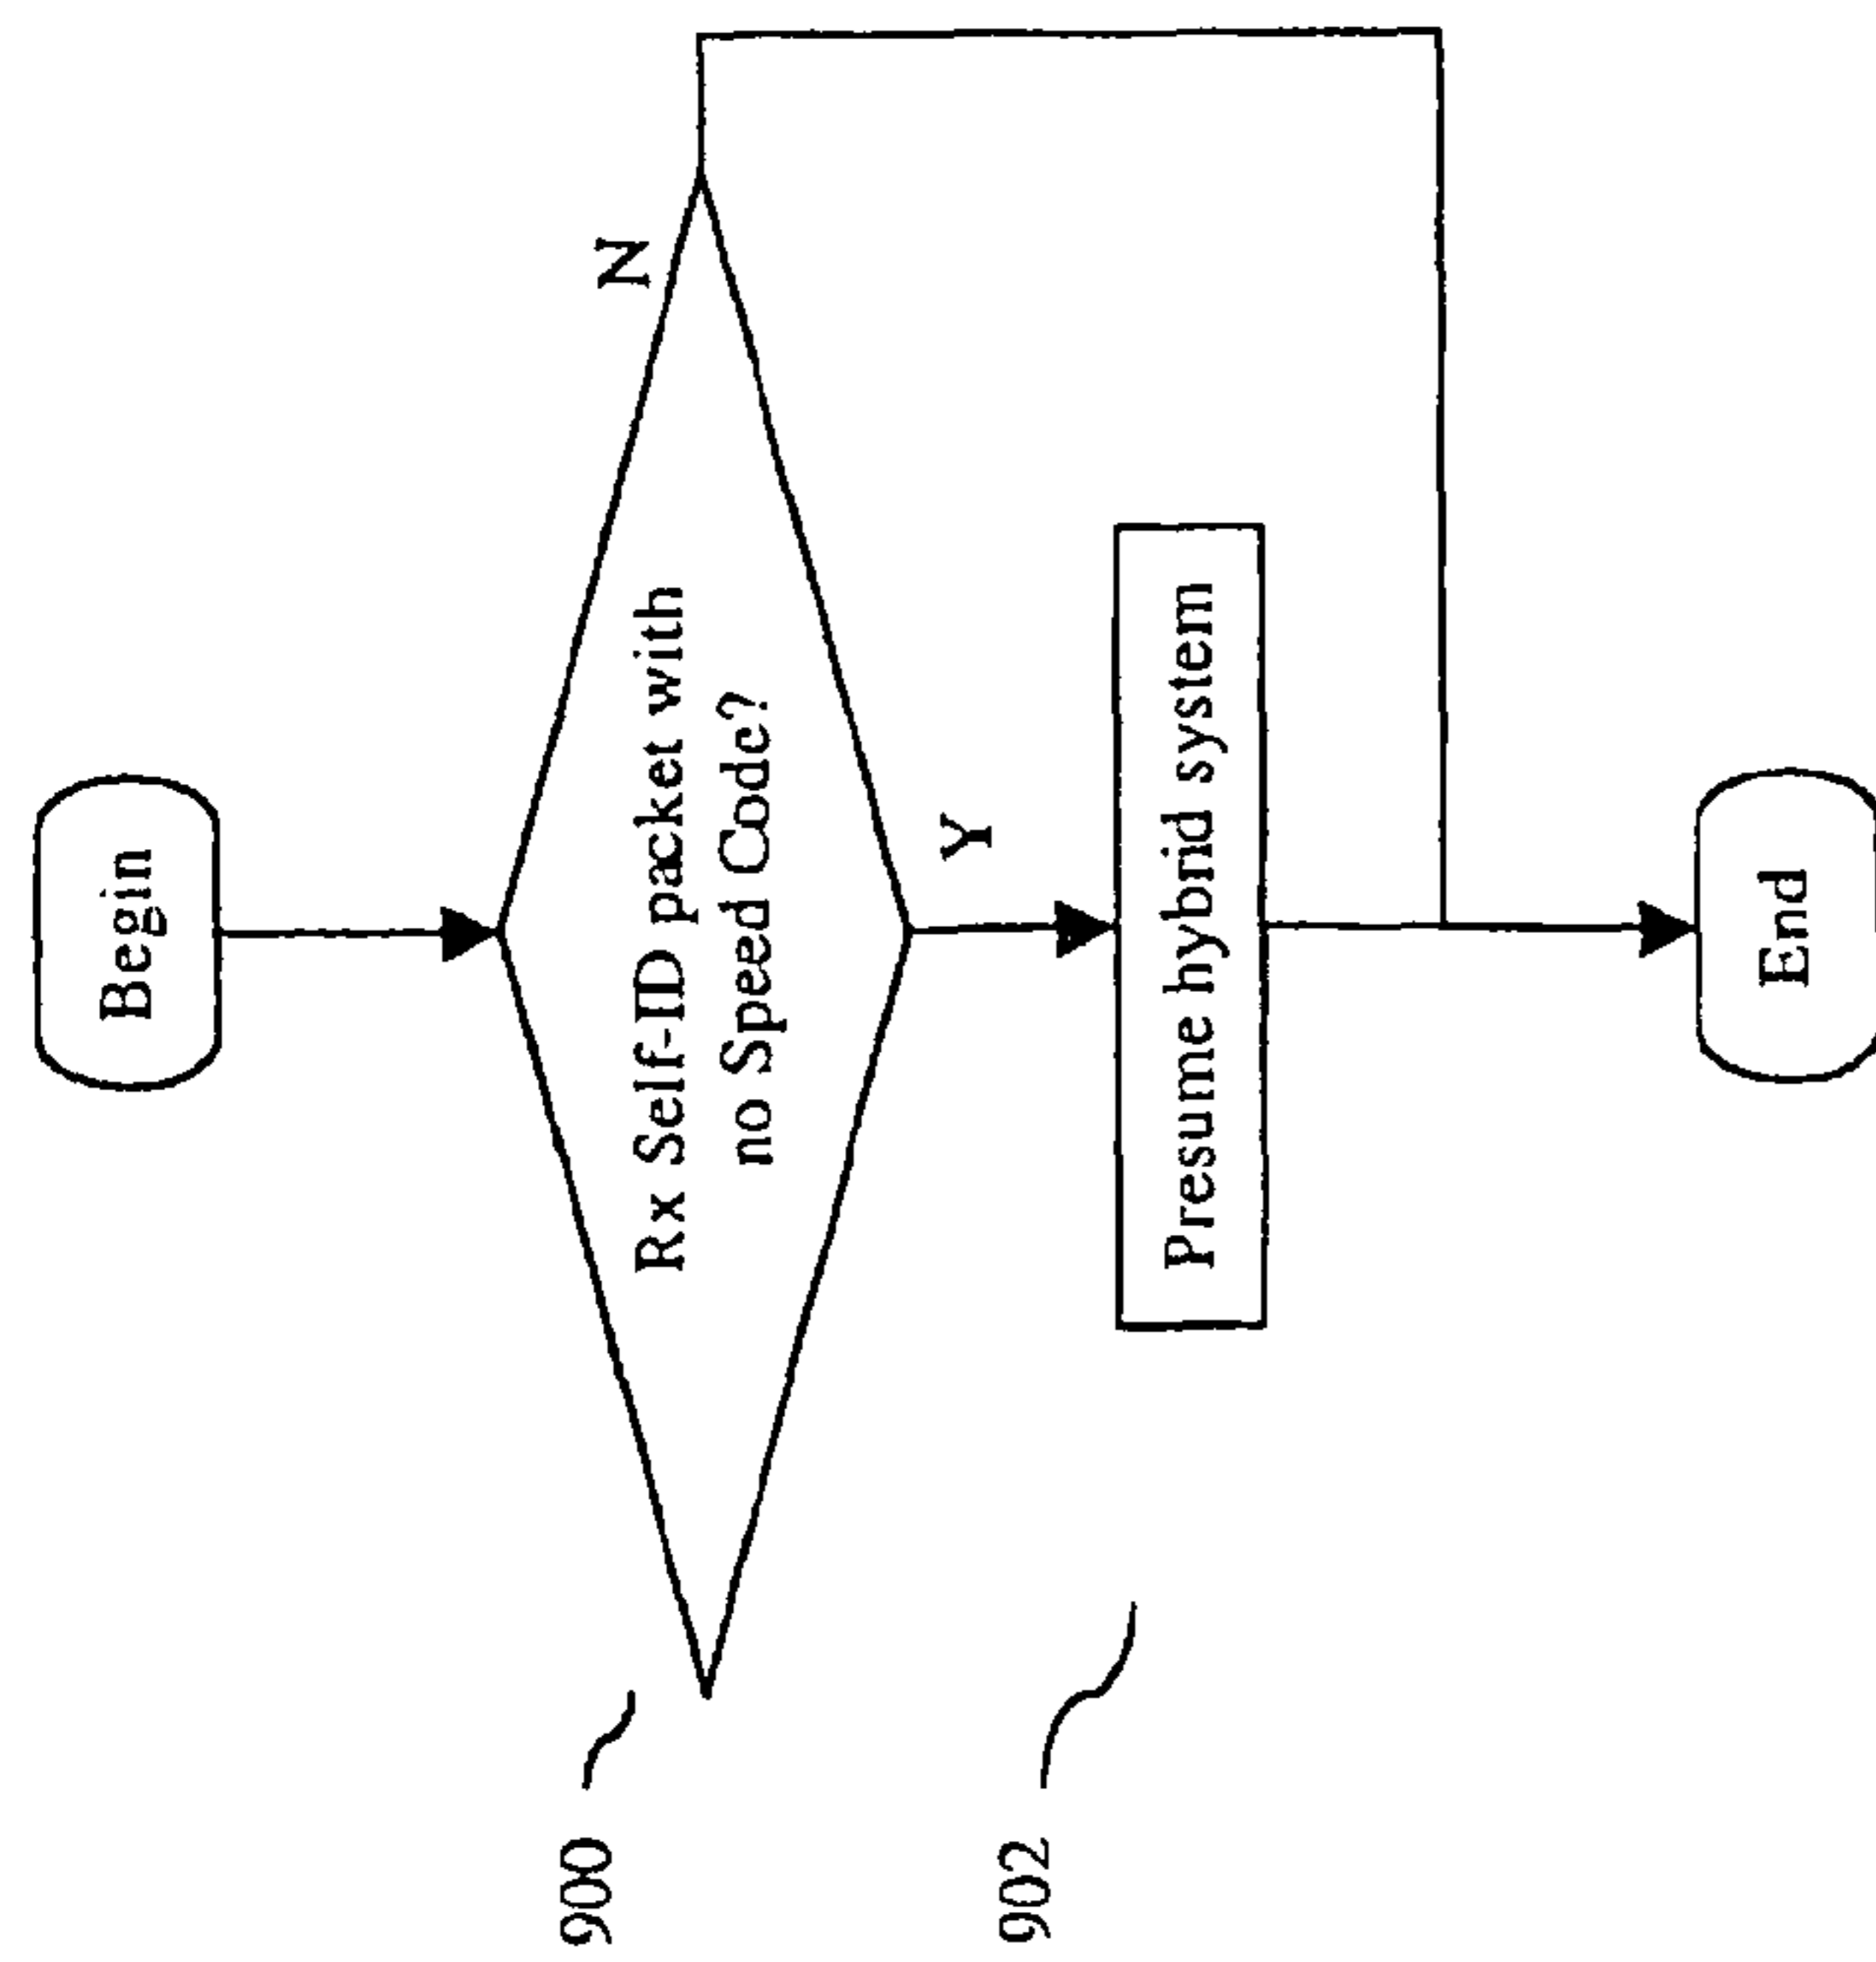 Begin
900
Rx Self-ID packet with
no Speed Code?
N
Y
902
Presume hybrid system
End